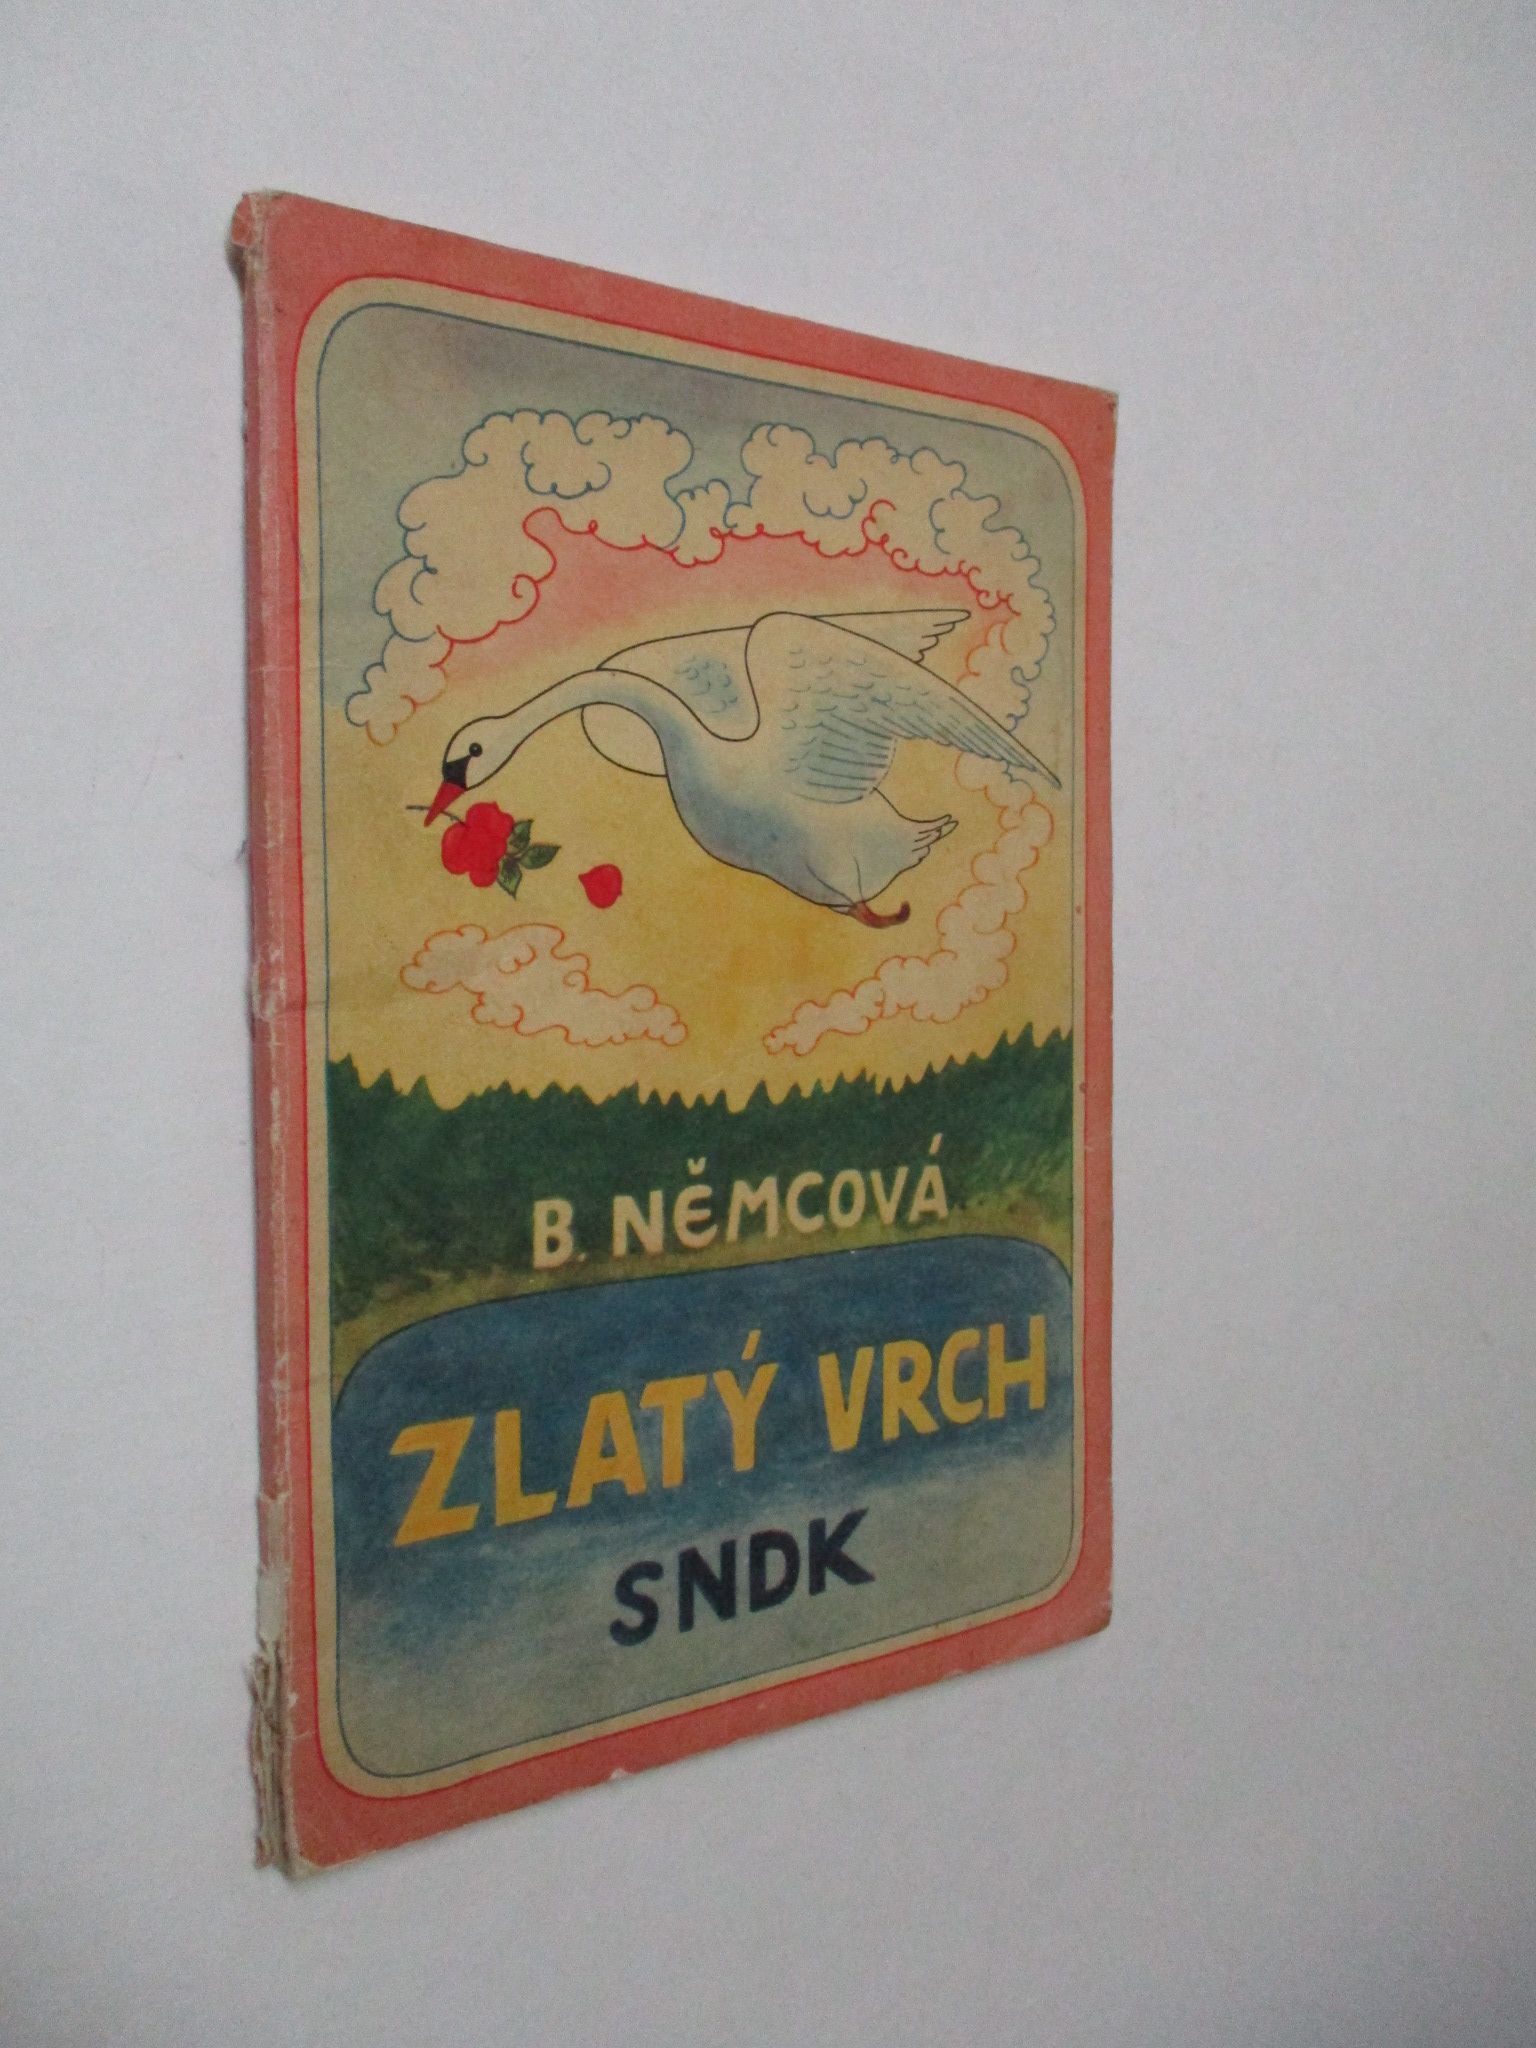 B. NĚMCOVÁ
ZLATÝ VRCH
SNDK